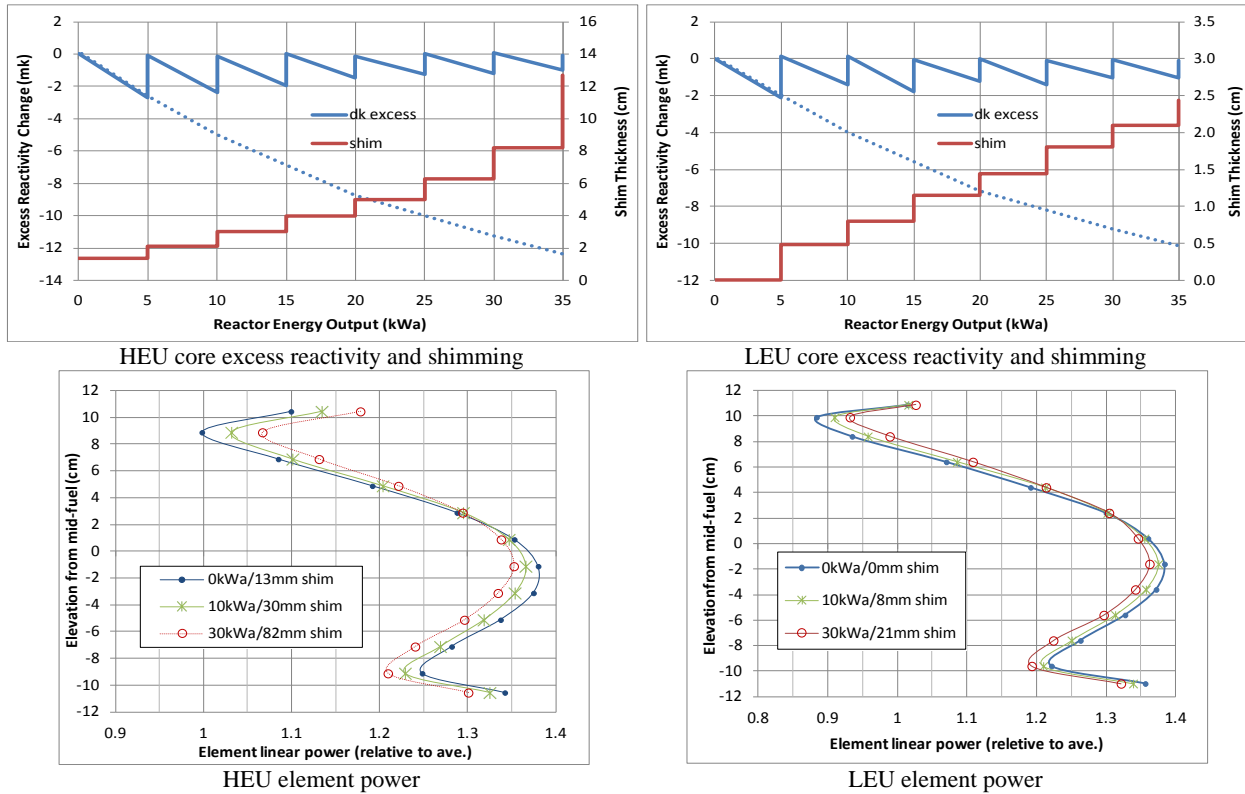 2
0
-2
-4
-6
-8
-10
-12
-14
Excess Reactivity Change (mk)
16
14
12
10
8
6
4
2
0
Shim Thickness (cm)
dk excess
shim
0 5 10 15 20 25 30 35
Reactor Energy Output (kWa)
HEU core excess reactivity and shimming
2
0
-2
-4
-6
-8
-10
-12
Excess Reactivity Change (mk)
3.5
3.0
2.5
2.0
1.5
1.0
0.5
0.0
Shim Thickness (cm)
dk excess
shim
0 5 10 15 20 25 30 35
Reactor Energy Output (kWa)
LEU core excess reactivity and shimming
12
10
8
6
4
2
0
-2
-4
-6
-8
-10
-12
Elevation from mid-fuel (cm)
0kWa/13mm shim
10kWa/30mm shim
30kWa/82mm shim
0.9 1 1.1 1.2 1.3 1.4
Element linear power (relative to ave.)
HEU element power
12
10
8
6
4
2
0
-2
-4
-6
-8
-10
-12
Elevationfrom mid-fuel (cm)
0kWa/0mm shim
10kWa/8mm shim
30kWa/21mm shim
0.8 0.9 1 1.1 1.2 1.3 1.4
Element linear power (relative to ave.)
LEU element power